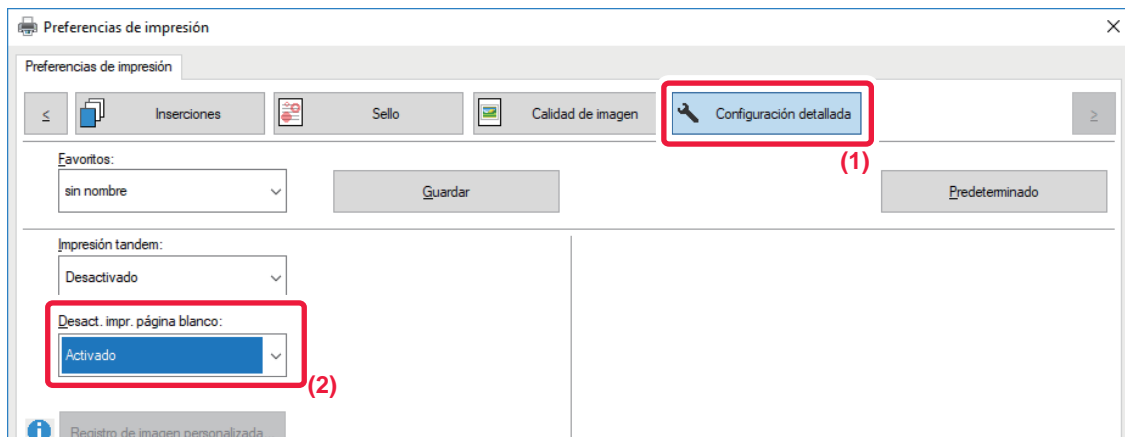 Preferencias de impresión
Preferencias de impresión
< Inserciones Sello Calidad de imagen Configuración detallada >
(1)
Favoritos:
sin nombre Guardar Predeterminado
Impresión tandem:
Desactivado
Desact. impr. página blanco:
Activado
(2)
Registro de imagen personalizada